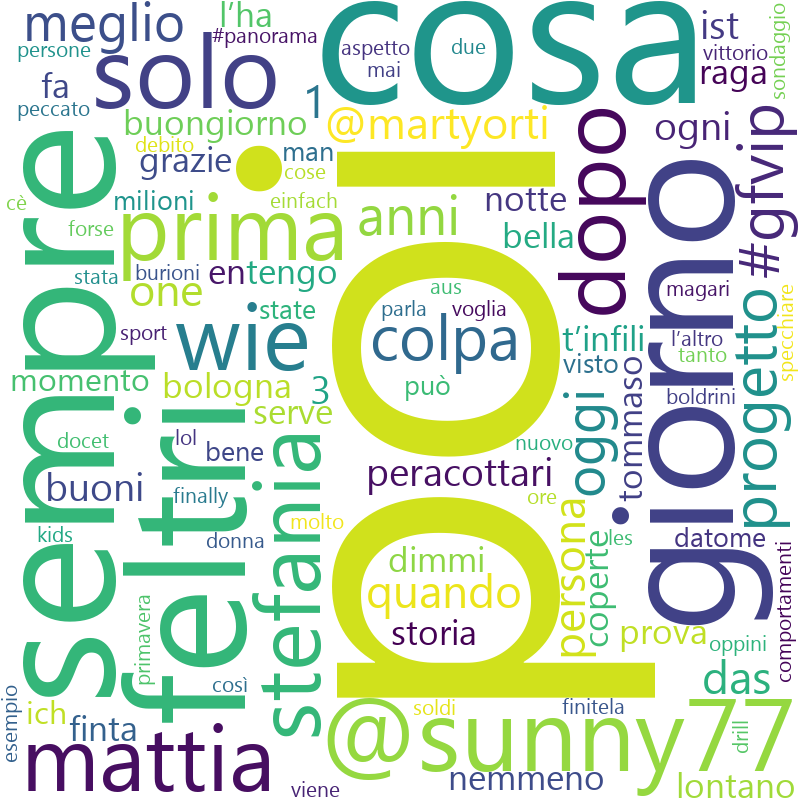 meglio
l'ha
#panorama
cosa
ist
persone
solo
aspetto
due
vittorio
sondaggio
fa
mai
raga
peccato
1
buongiorno
@martyorti
dopo
ogni
#gfvip
debito
grazie
man
cose
poi
sempre
cè
milioni
einfach
notte
giorno
forse
prima
anni
bella
stata
burioni
en
tengo
aus
magari
one
state
parla
voglia
sport
wie
colpa
t'infili
l'altro
progetto
specchiare
visto
tanto
momento
bologna
3
può
boldrini
serve
oggi
tommaso
docet
feltri
lol
bene
stefania
nuovo
buoni
finally
peracottari
ore
kids
donna
molto
persona
coperte
les
datome
comportamenti
dimmi
quando
primavera
storia
prova
oppini
così
das
esempio
ich
finta
soldi
finitela
drill
@sunny77
mattia
viene
nemmeno
lontano